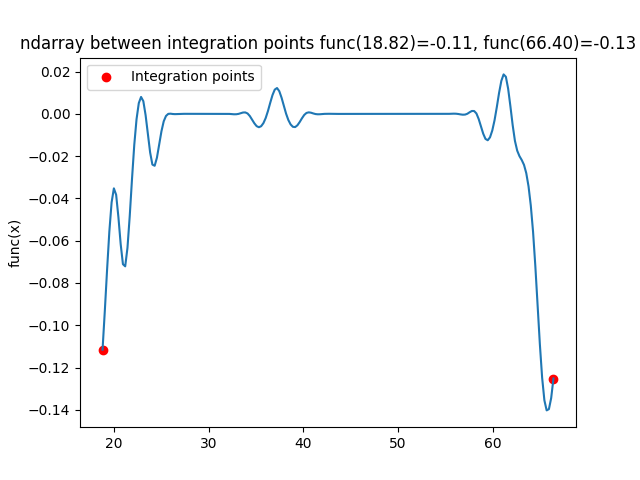 ndarray between integration points func(18.82)=-0.11, func(66.40)=-0.13
Integration points
func(x)
0.02
0.00
−0.02
−0.04
−0.06
−0.08
−0.10
−0.12
−0.14
20 30 40 50 60